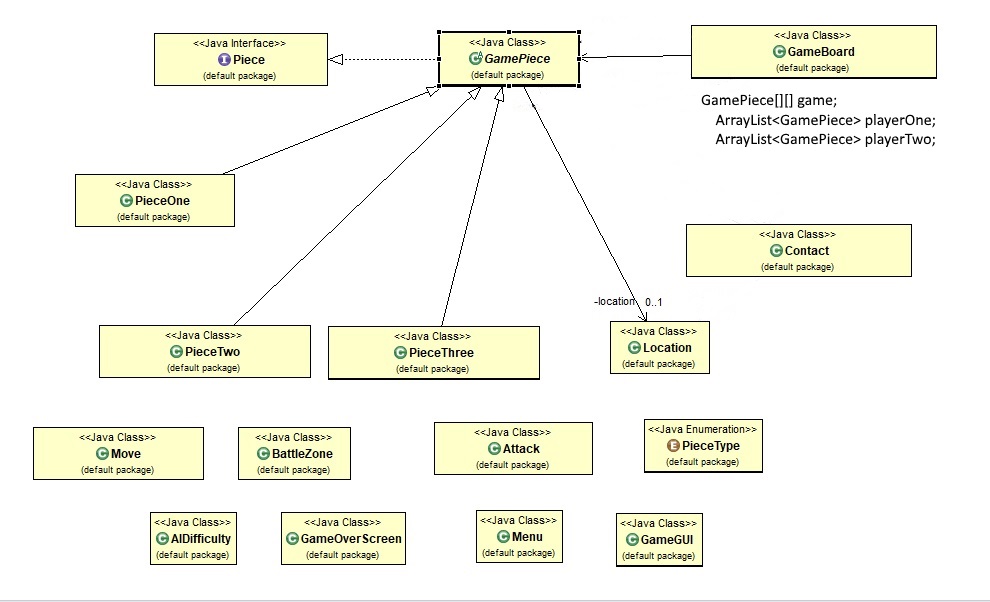 <<Java Interface>>
Piece
(default package)
<<Java Class>>
GamePiece
(default package)
<<Java Class>>
GameBoard
(default package)
GamePiece[][] game;
ArrayList<GamePiece> playerOne;
ArrayList<GamePiece> playerTwo;
<<Java Class>>
PieceOne
(default package)
<<Java Class>>
Contact
(default package)
-location 0..1
<<Java Class>>
PieceTwo
(default package)
<<Java Class>>
PieceThree
(default package)
<<Java Class>>
Location
(default package)
<<Java Class>>
Move
(default package)
<<Java Class>>
BattleZone
(default package)
<<Java Class>>
Attack
(default package)
<<Java Enumeration>>
PieceType
(default package)
<<Java Class>>
AIDifficulty
(default package)
<<Java Class>>
GameOverScreen
(default package)
<<Java Class>>
Menu
(default package)
<<Java Class>>
GameGUI
(default package)